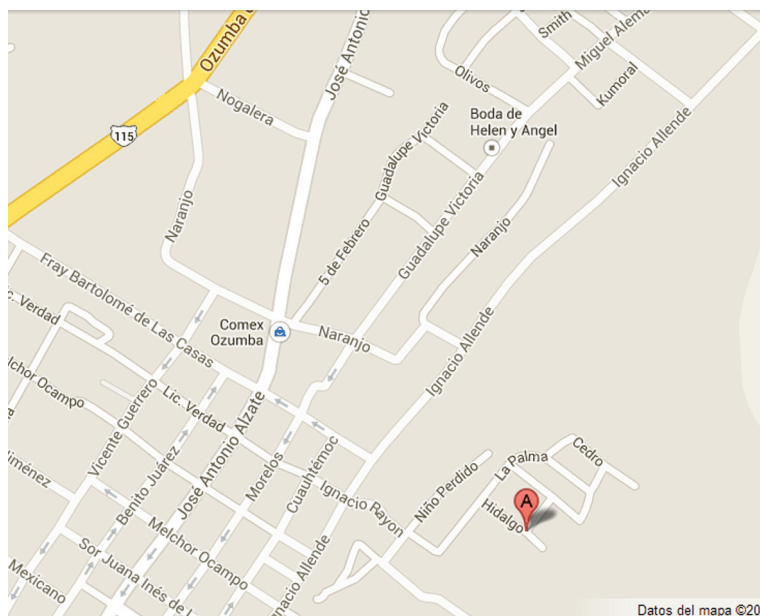 Ozumba
115
José Antonio
Nogalera
Olivos
Smith
Miguel Alema
Kumoral
Boda de
Helen y Angel
Guadalupe Victoria
Ignacio Allende
Naranjo
5 de Febrero
Guadalupe Victoria
Naranjo
Fray Bartolomé de Las Casas
ic. Verdad
Comex
Ozumba
Naranjo
Ignacio Allende
lchor Ocampo
Vicente Guerrero
Lic. Verdad
José Antonio Alzate
Benito Juárez
Morelos
Cuauhtémoc
Ignacio Rayon
Niño Perdido
La Palma
Cedro
A
Hidalgo
Jiménez
Melchor Ocampo
Sor Juana Inés de L
Mexicano
Ignacio Allende
Datos del mapa ©20